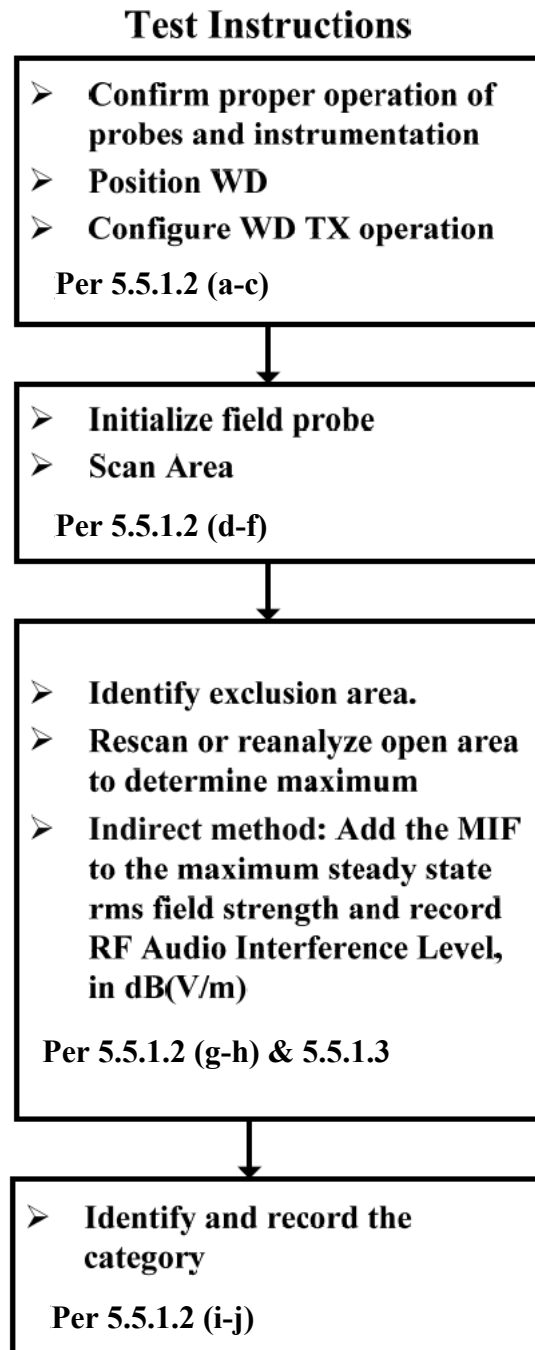 Test Instructions
➢ Confirm proper operation of
probes and instrumentation
➢ Position WD
➢ Configure WD TX operation
Per 5.5.1.2 (a-c)
➢ Initialize field probe
➢ Scan Area
Per 5.5.1.2 (d-f)
➢ Identify exclusion area.
➢ Rescan or reanalyze open area
to determine maximum
➢ Indirect method: Add the MIF
to the maximum steady state
rms field strength and record
RF Audio Interference Level,
in dB(V/m)
Per 5.5.1.2 (g-h) & 5.5.1.3
➢ Identify and record the
category
Per 5.5.1.2 (i-j)